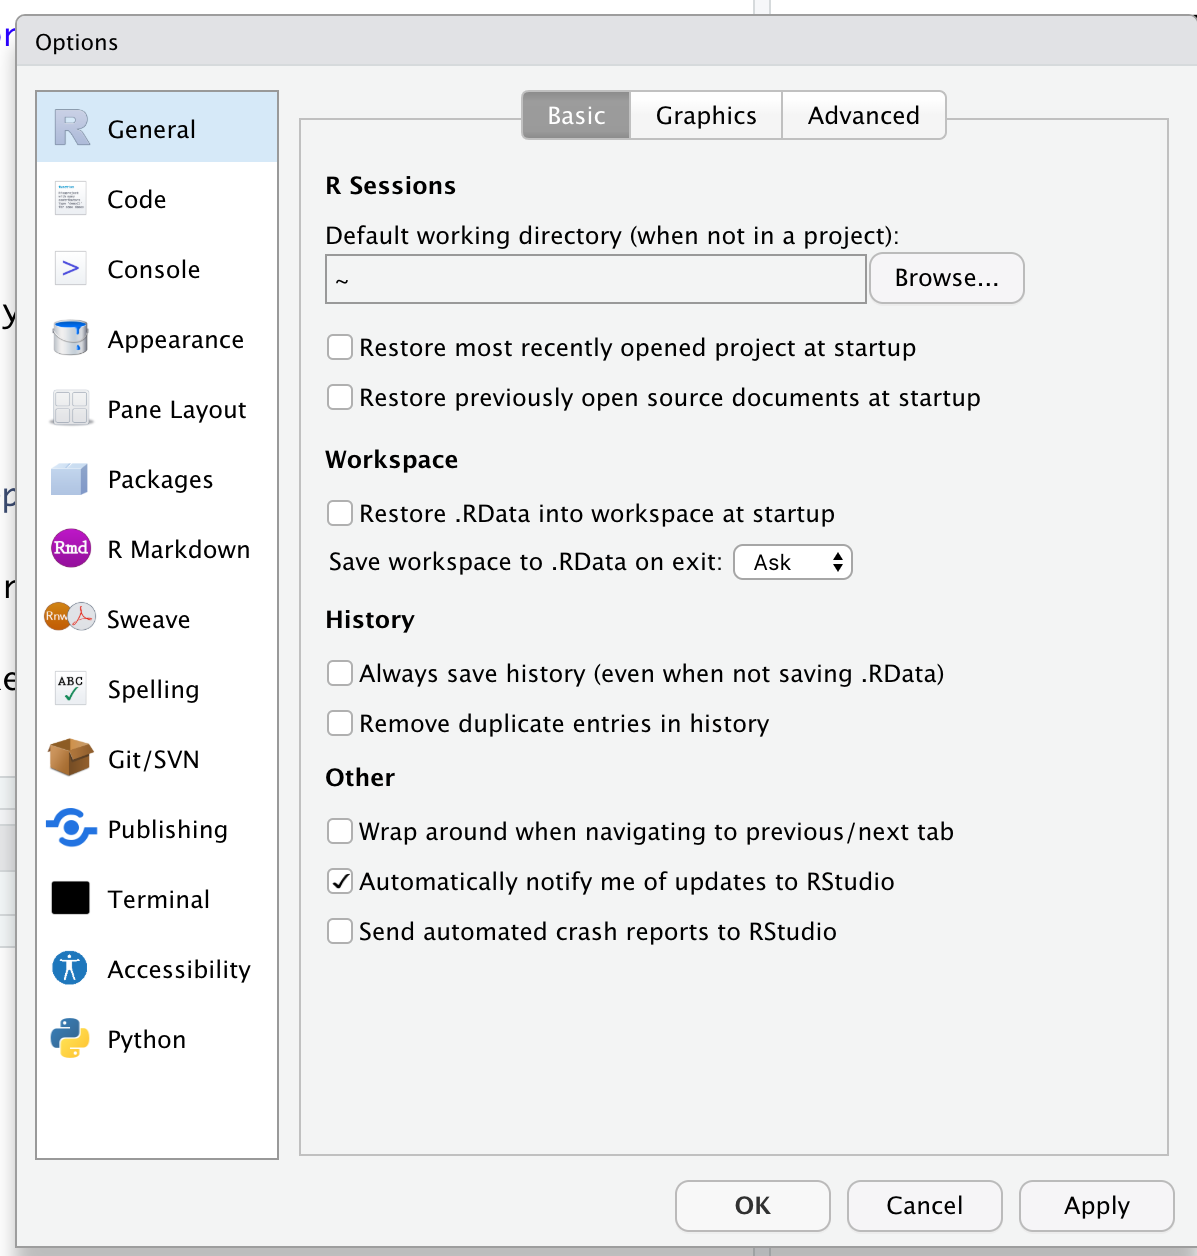 Options
General
Code
Console
Appearance
Pane Layout
Packages
Rmd R Markdown
Rnw Sweave
ABC Spelling
Git/SVN
Publishing
Terminal
Accessibility
Python
Basic Graphics Advanced
R Sessions
Default working directory (when not in a project):
~ Browse...
Restore most recently opened project at startup
Restore previously open source documents at startup
Workspace
Restore .RData into workspace at startup
Save workspace to .RData on exit: Ask
History
Always save history (even when not saving .RData)
Remove duplicate entries in history
Other
Wrap around when navigating to previous/next tab
Automatically notify me of updates to RStudio
Send automated crash reports to RStudio
OK Cancel Apply